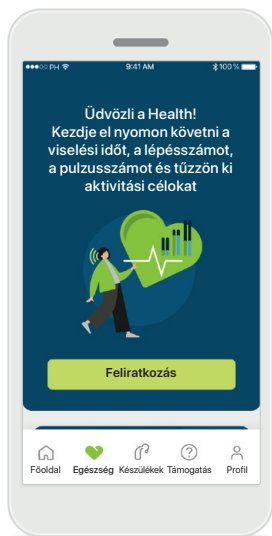 PH 9:41 AM 100%
Üdvözli a Health!
Kezdje el nyomon követni a
viselési időt, a lépésszámot,
a pulzusszámot és tűzzön ki
aktivitási célokat
Feliratkozás
Főoldal Egészség Készülékek Támogatás Profil